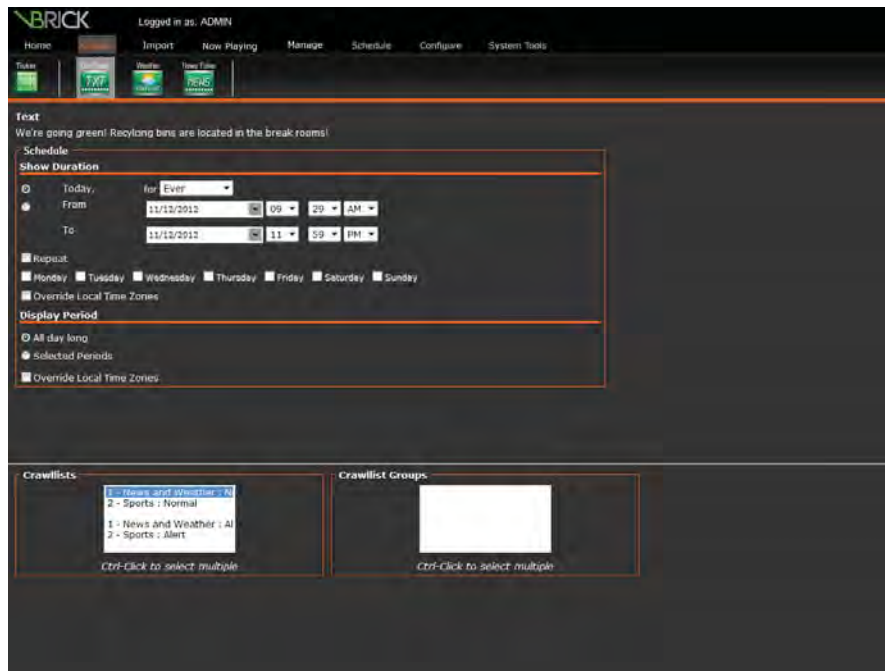 VBRICK
Logged in as: ADMIN
Home Import Now Playing Manage Schedule Configure System Tools
Ticker Weather News Ticker
TXT NEWS
Text
We're going green! Recylcing bins are located in the break rooms!
Schedule
Show Duration
Today, for Ever
From 11/12/2012 09 29 AM
To 11/12/2012 11 59 PM
Repeat
Monday Tuesday Wednesday Thursday Friday Saturday Sunday
Override Local Time Zones
Display Period
All day long
Selected Periods
Override Local Time Zones
Crawllists
1 - News and Weather : N
2 - Sports : Normal
1 - News and Weather : Al
2 - Sports : Alert
Ctrl-Click to select multiple
Crawllist Groups
Ctrl-Click to select multiple